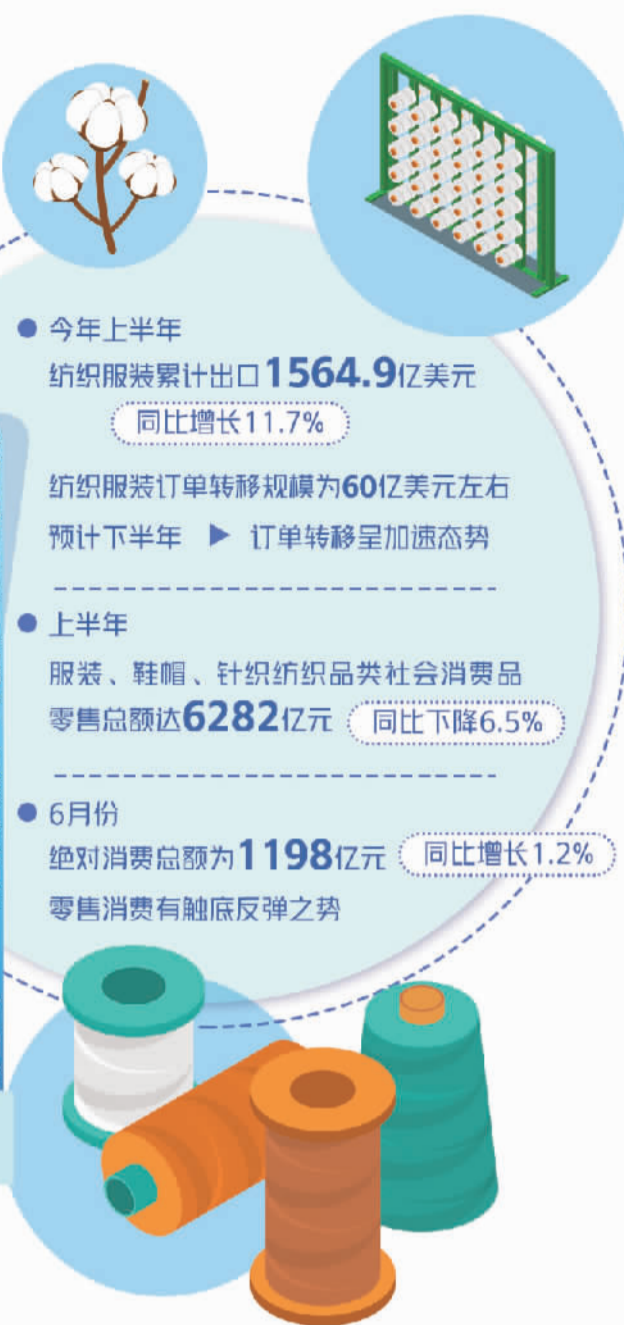 今年上半年
纺织服装累计出口1564.9亿美元
同比增长11.7%
纺织服装订单转移规模为60亿美元左右
预计下半年 ▶ 订单转移呈加速态势
上半年
服装、鞋帽、针织纺织品类社会消费品
零售总额达6282亿元 同比下降6.5%
6月份
绝对消费总额为1198亿元 同比增长1.2%
零售消费有触底反弹之势